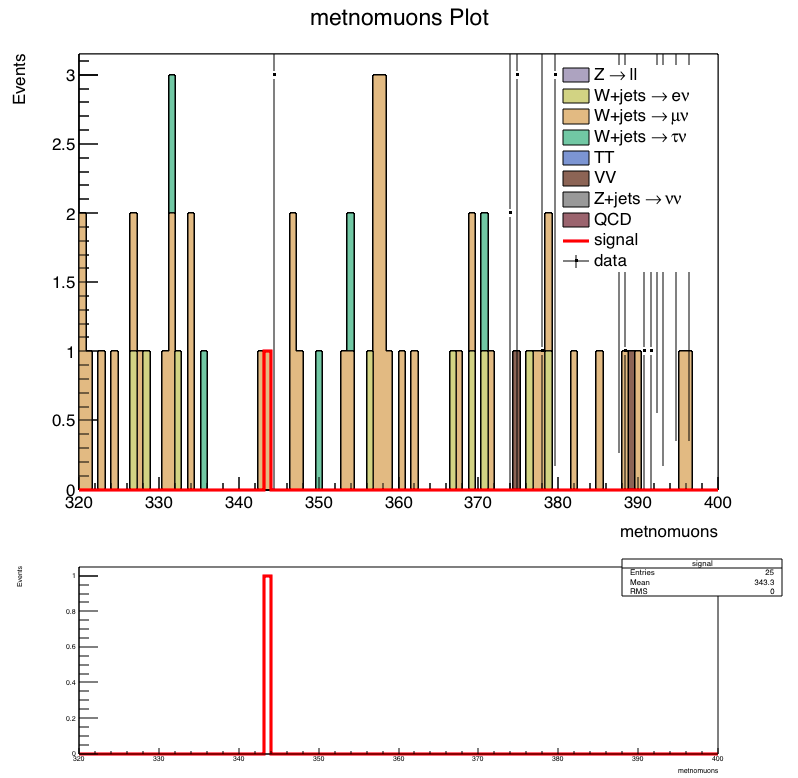 metnomuons Plot
Events
3
2.5
2
1.5
1
0.5
0
Z → ll
W+jets → eν
W+jets → μν
W+jets → τν
TT
VV
Z+jets → νν
QCD
signal
data
320 330 340 350 360 370 380 390 400
metnomuons
Events
1
0.8
0.6
0.4
0.2
0
signal
Entries 25
Mean 343.3
RMS 0
320 330 340 350 360 370 380 390 400
metnomuons